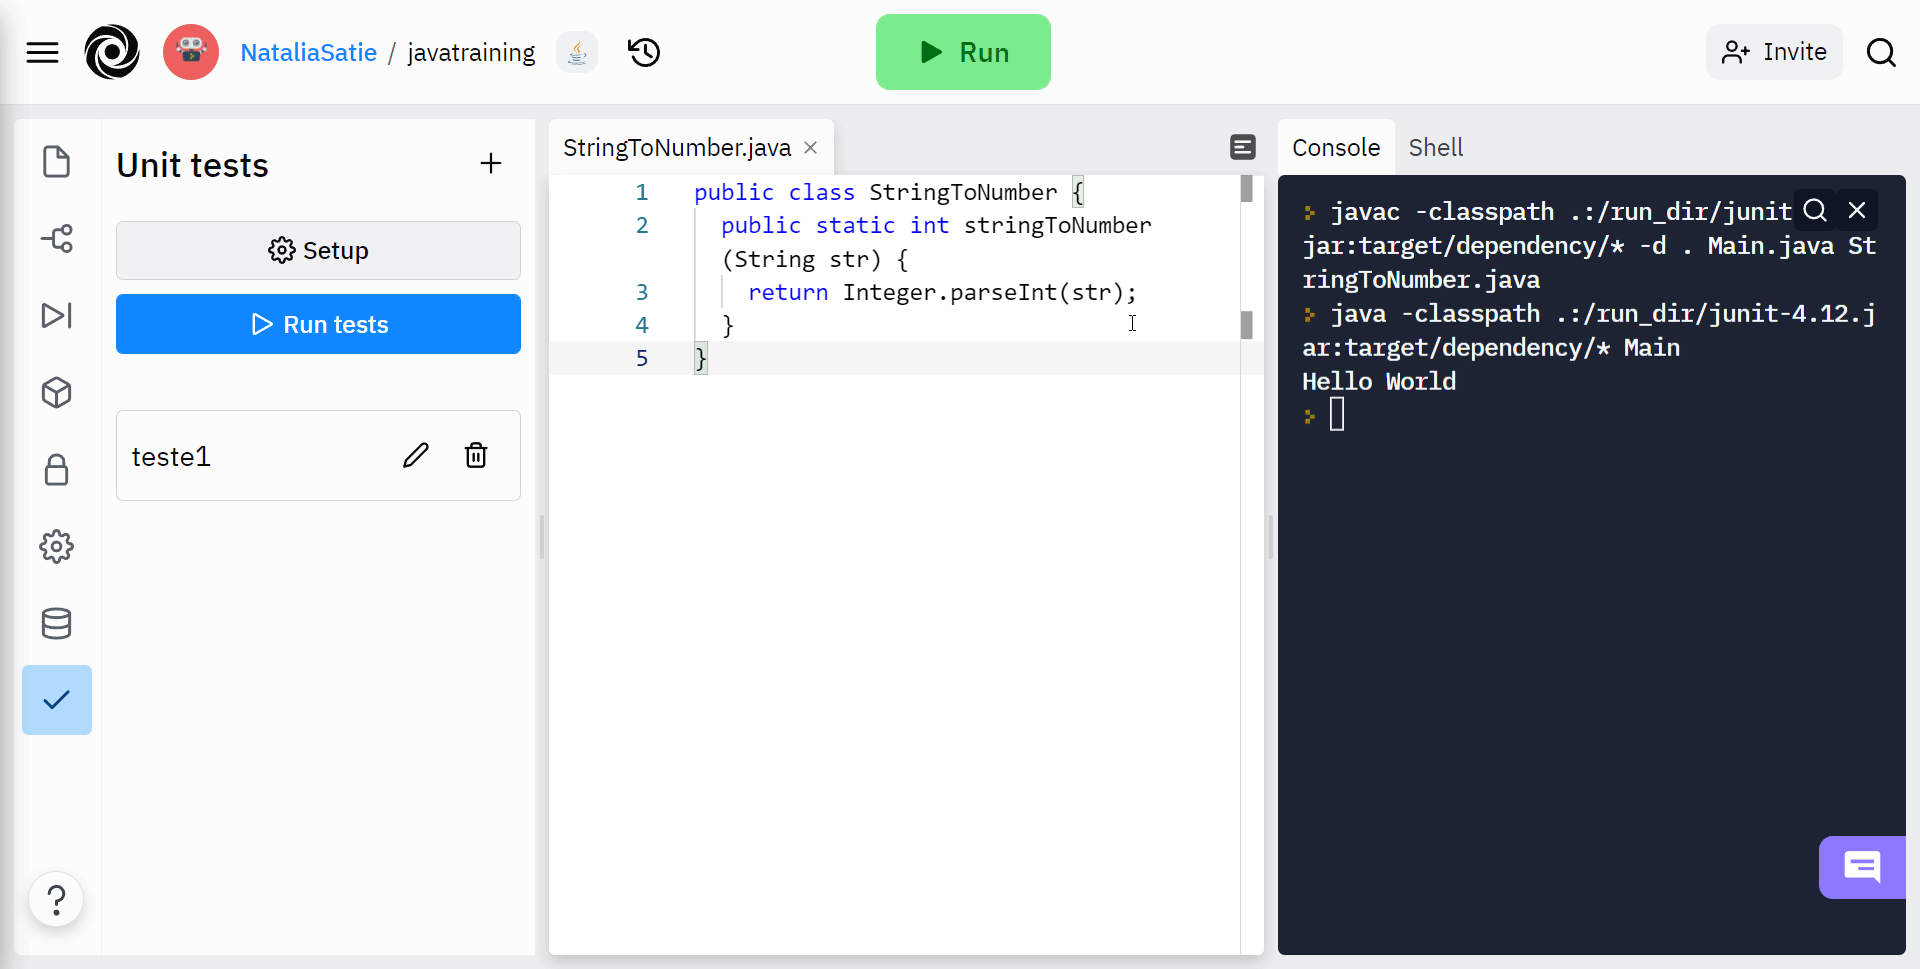 NataliaSatie / javatraining
Run
Invite
Unit tests
Setup
Run tests
teste1
StringToNumber.java
1 public class StringToNumber {
2 public static int stringToNumber
(String str) {
3 return Integer.parseInt(str);
4 }
5 }
Console Shell
javac -classpath .:/run_dir/junit
jar:target/dependency/* -d . Main.java St
ringToNumber.java
java -classpath .:/run_dir/junit-4.12.j
ar:target/dependency/* Main
Hello World